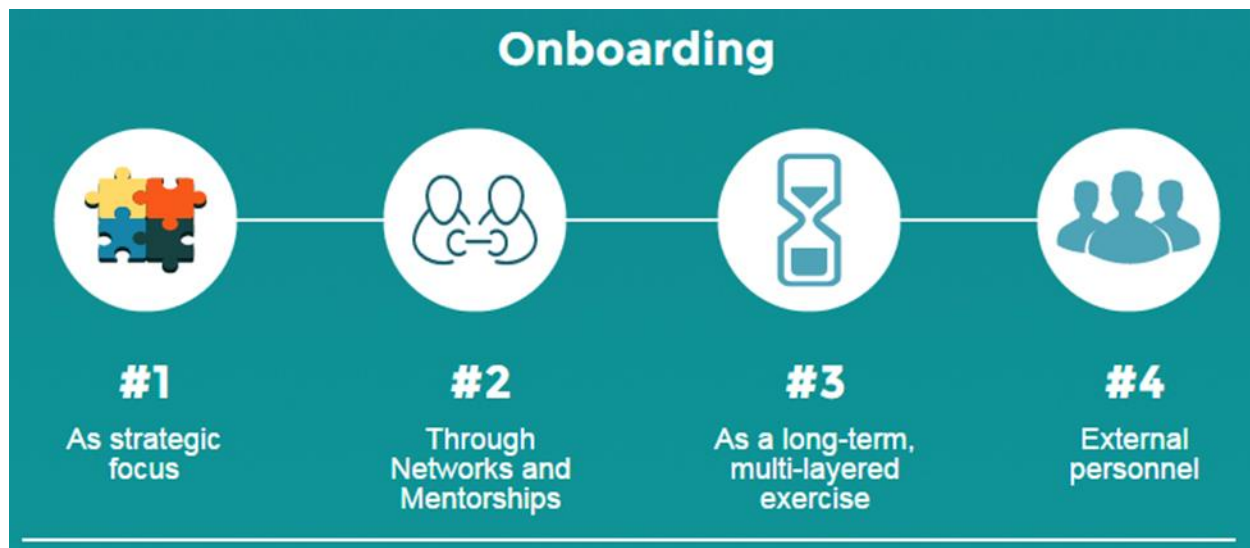 Onboarding
#1
As strategic
focus
#2
Through
Networks and
Mentorships
#3
As a long-term,
multi-layered
exercise
#4
External
personnel